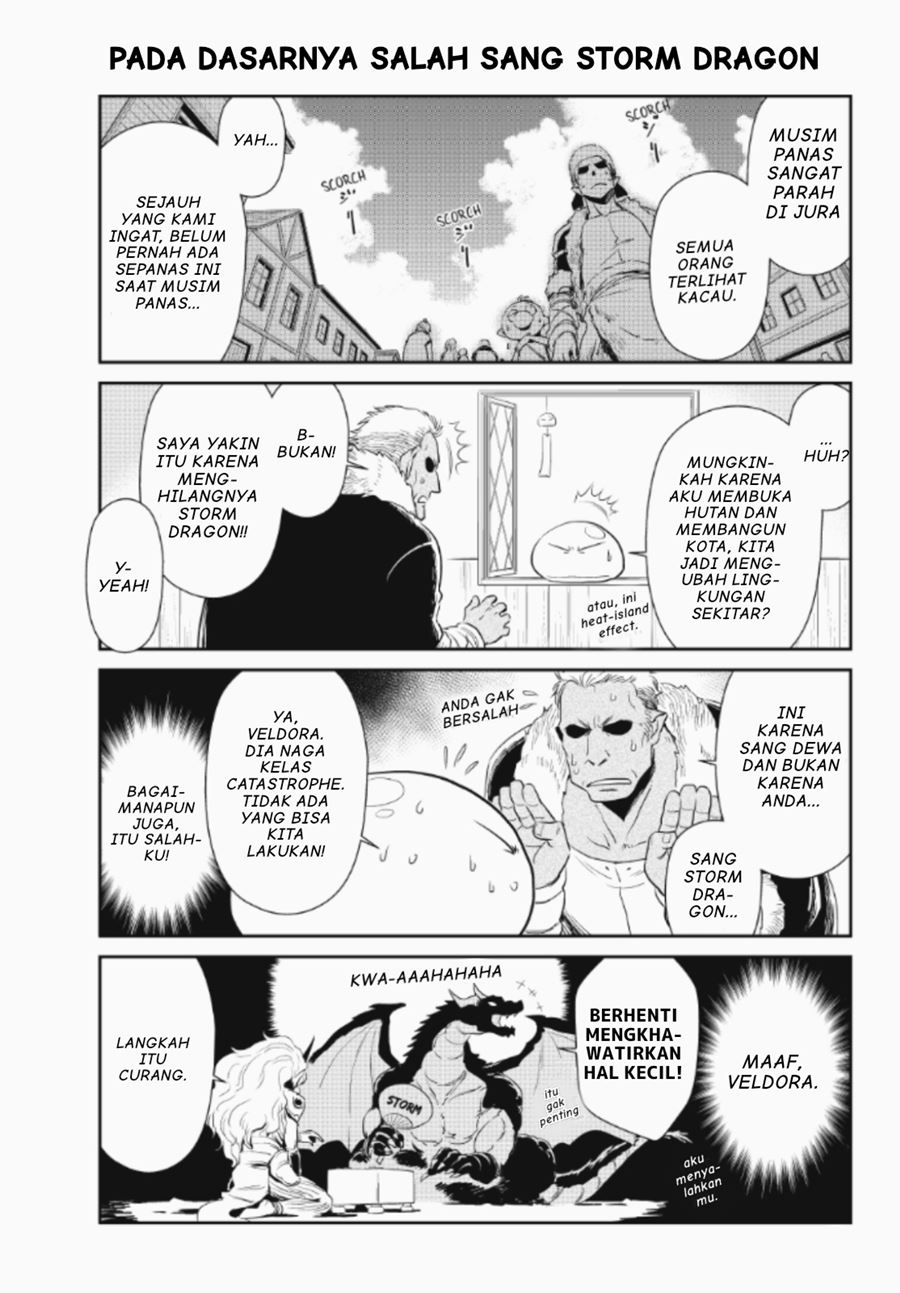 PADA DASARNYA SALAH SANG STORM DRAGON
MUSIM
PANAS
SANGAT
PARAH
DI JURA
SEMUA
ORANG
TERLIHAT
KACAU.
SCORCH
SCORCH
SCORCH
YAH...
SEJAUH
YANG KAMI
INGAT, BELUM
PERNAH ADA
SEPANAS INI
SAAT MUSIM
PANAS...
...
HUH?
MUNGKIN-
KAH KARENA
AKU MEMBUKA
HUTAN DAN
MEMBANGUN
KOTA, KITA
JADI MENG-
UBAH LING-
KUNGAN
SEKITAR?
atau, ini
heat-island
effect.
B-
BUKAN!
SAYA YAKIN
ITU KARENA
MENG-
HILANGNYA
STORM
DRAGON!!
Y-
YEAH!
INI
KARENA
SANG DEWA
DAN BUKAN
KARENA
ANDA...
SANG
STORM
DRA-
GON...
ANDA GAK
BERSALAH
YA,
VELDORA.
DIA NAGA
KELAS
CATASTROPHE.
TIDAK ADA
YANG BISA
KITA
LAKUKAN!
BAGAI-
MANAPUN
JUGA,
ITU SALAH-
KU!
MAAF,
VELDORA.
aku
menya-
lahkan
mu.
BERHENTI
MENGKHA-
WATIRKAN
HAL KECIL!
itu
gak
penting
KWA-AAAHAHAHA
STORM
LANGKAH
ITU
CURANG.